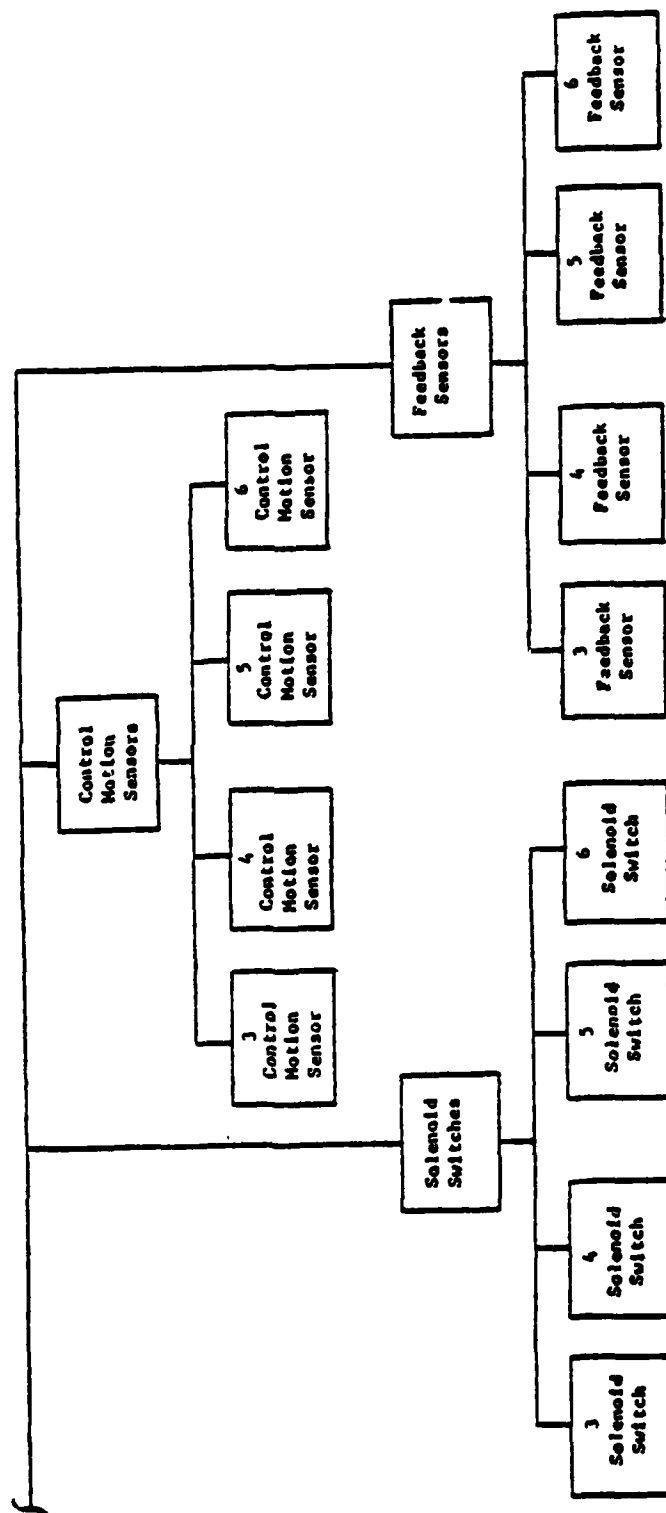 Control
Motion
Sensors
3
Control
Motion
Sensor
4
Control
Motion
Sensor
5
Control
Motion
Sensor
6
Control
Motion
Sensor
Solenoid
Switches
Feedback
Sensors
3
Solenoid
Switch
4
Solenoid
Switch
5
Solenoid
Switch
6
Solenoid
Switch
3
Feedback
Sensor
4
Feedback
Sensor
5
Feedback
Sensor
6
Feedback
Sensor